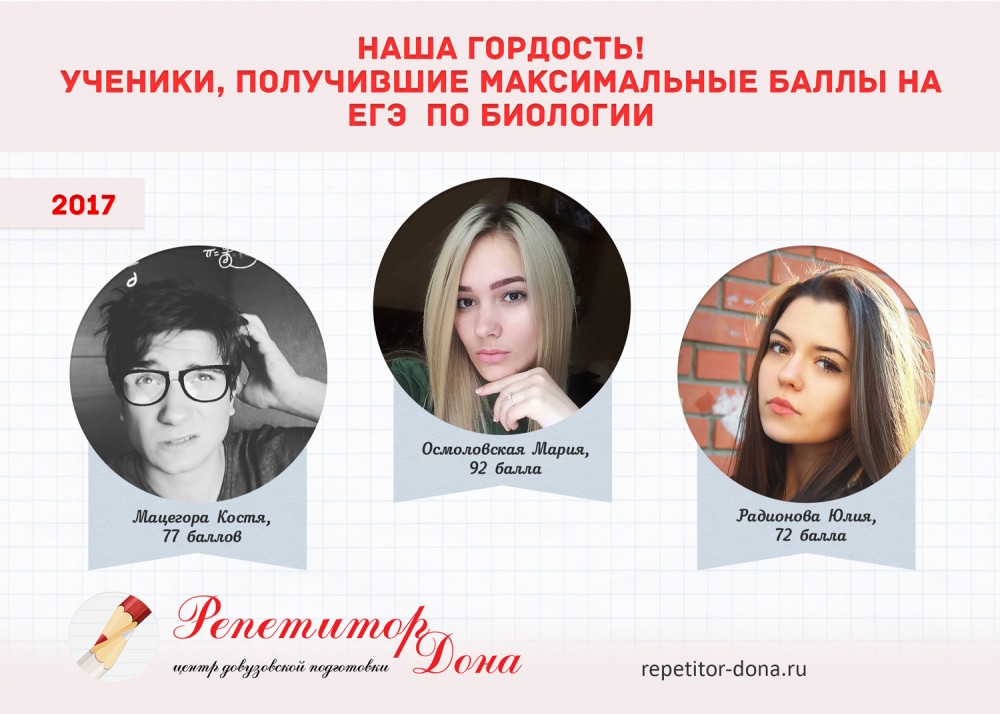 НАША ГОРДОСТЬ!
УЧЕНИКИ, ПОЛУЧИВШИЕ МАКСИМАЛЬНЫЕ БАЛЛЫ НА
ЕГЭ ПО БИОЛОГИИ
2017
Осмоловская Мария,
92 балла
Мацегора Костя,
77 баллов
Радионова Юлия,
72 балла
Репетитор
Дона
центр довузовской подготовки
repetitor-dona.ru